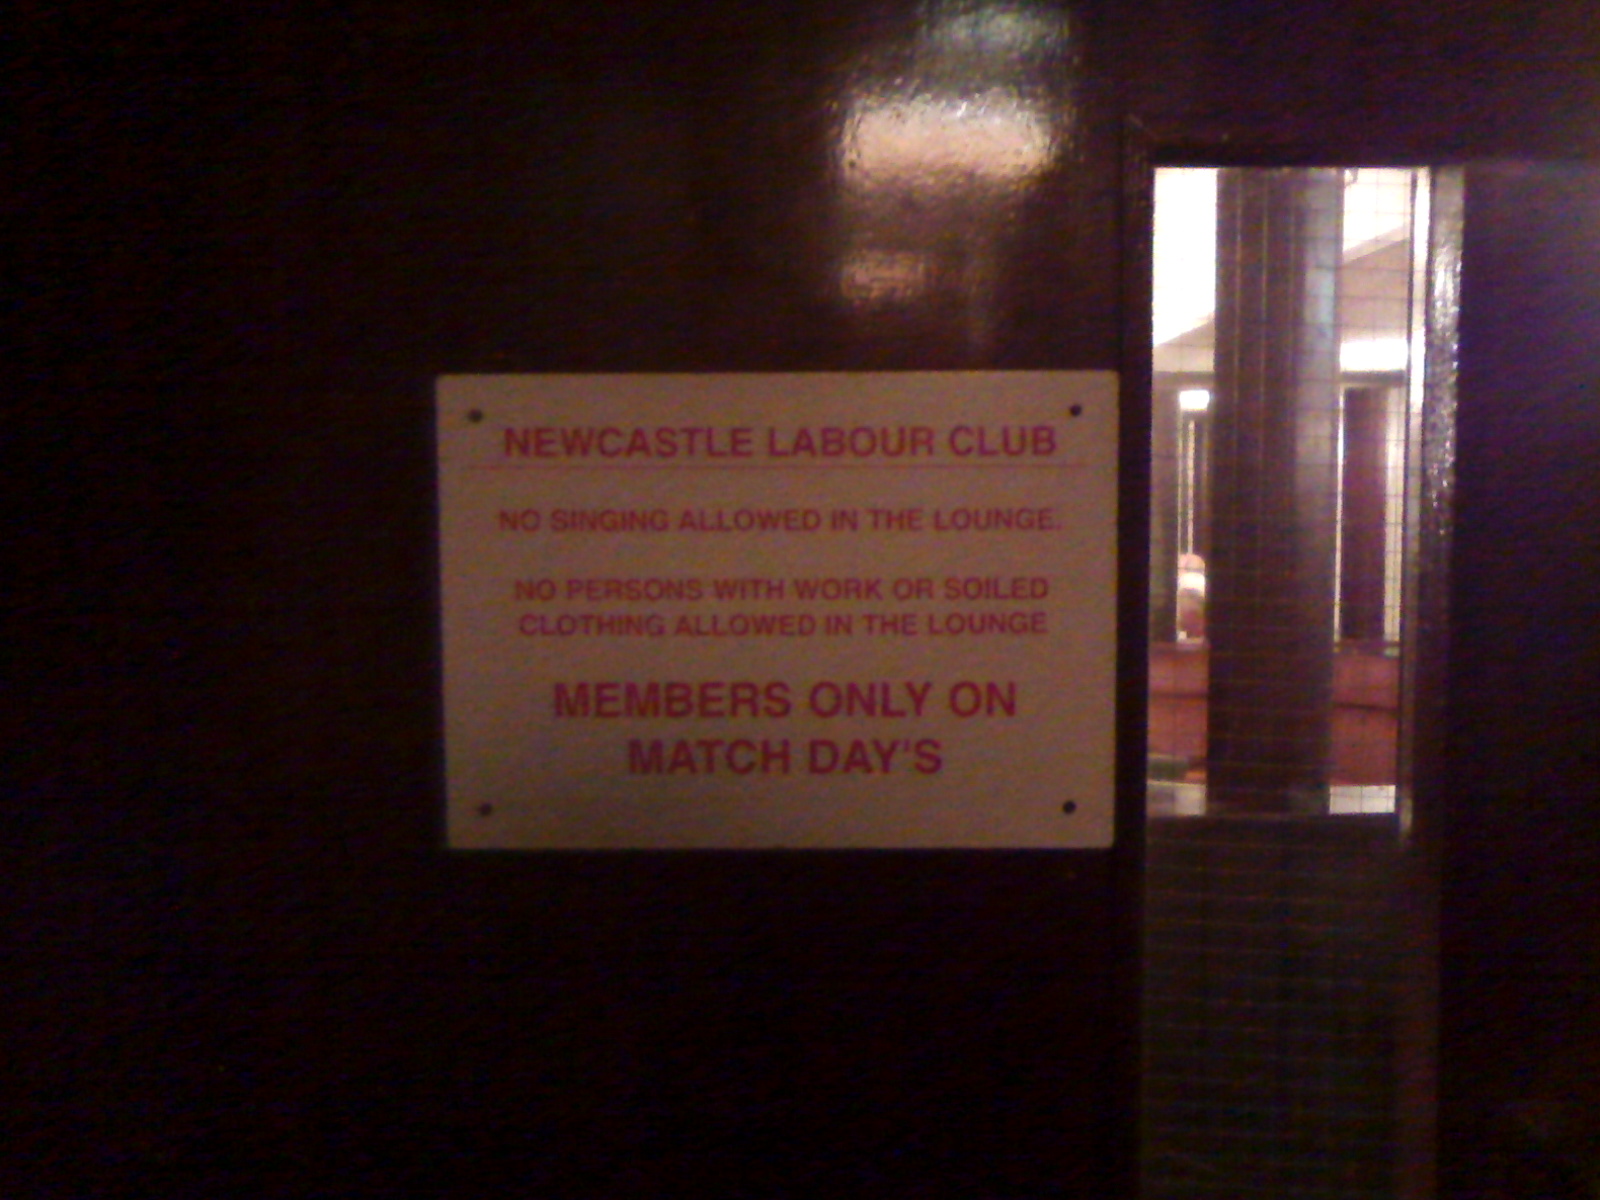 NEWCASTLE LABOUR CLUB
NO SINGING ALLOWED IN THE LOUNGE.
NO PERSONS WITH WORK OR SOILED
CLOTHING ALLOWED IN THE LOUNGE
MEMBERS ONLY ON
MATCH DAY'S